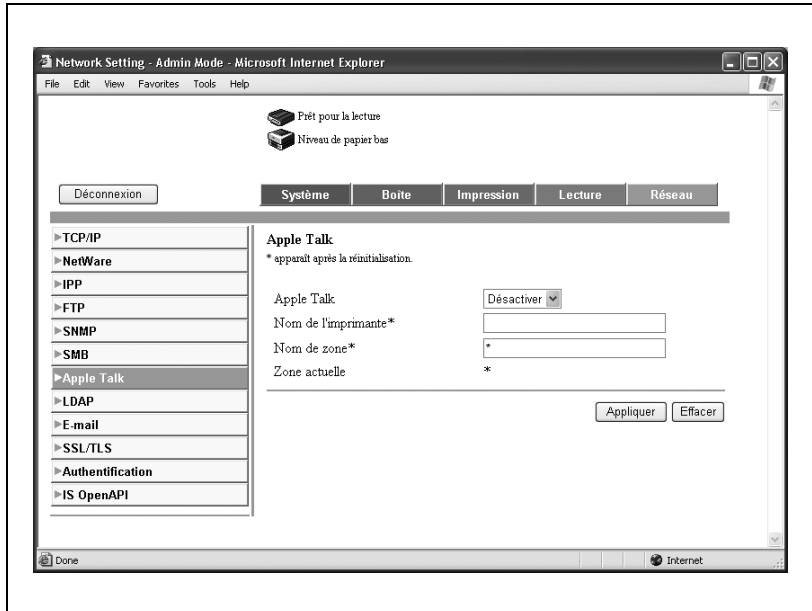 Network Setting - Admin Mode - Microsoft Internet Explorer
File Edit View Favorites Tools Help
Prêt pour la lecture
Niveau de papier bas
Déconnexion
Système Boîte Impression Lecture Réseau
TCP/IP
NetWare
IPP
FTP
SNMP
SMB
Apple Talk
LDAP
E-mail
SSL/TLS
Authentification
IS OpenAPI
Apple Talk
* apparaît après la réinitialisation.
Apple Talk Désactiver
Nom de l'imprimante*
Nom de zone* *
Zone actuelle *
Appliquer Effacer
Done Internet